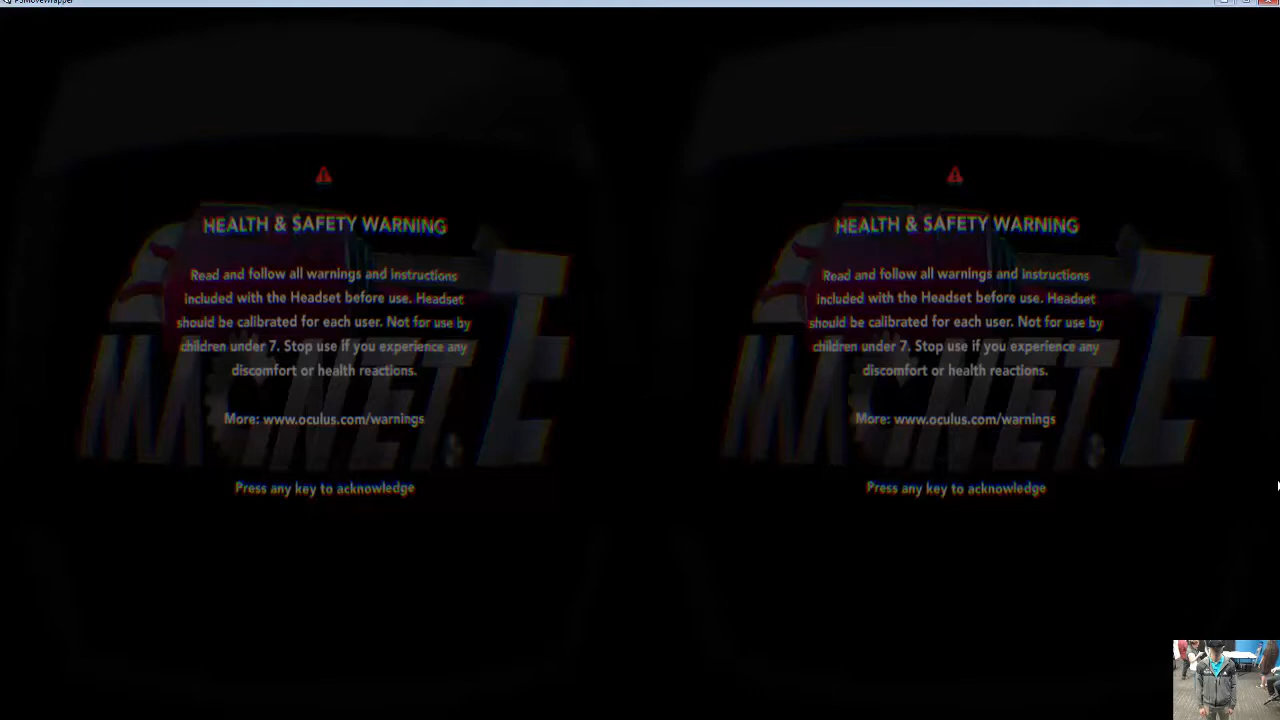 PSMoveWrapper
HEALTH & SAFETY WARNING
Read and follow all warnings and instructions
included with the Headset before use. Headset
should be calibrated for each user. Not for use by
children under 7. Stop use if you experience any
discomfort or health reactions.
More: www.oculus.com/warnings
Press any key to acknowledge
MAGNET.
HEALTH & SAFETY WARNING
Read and follow all warnings and instructions
included with the Headset before use. Headset
should be calibrated for each user. Not for use by
children under 7. Stop use if you experience any
discomfort or health reactions.
More: www.oculus.com/warnings
Press any key to acknowledge
MAGNET.